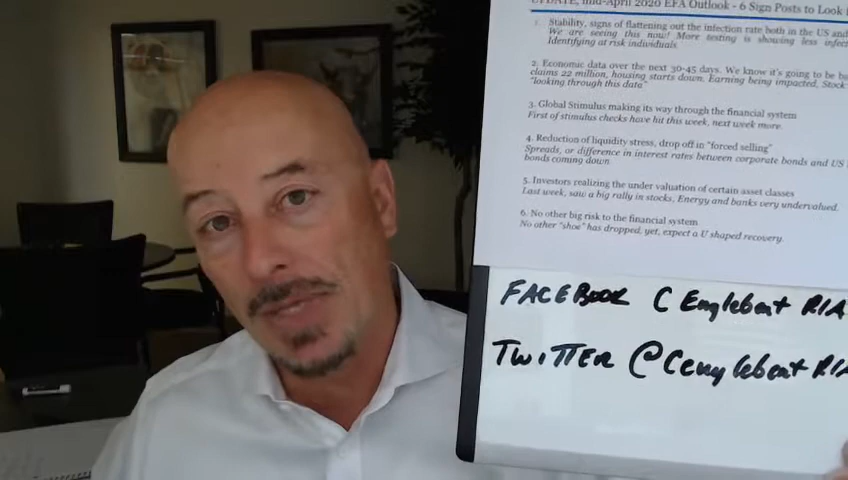 UPDATE, mid-April 2020 EFA Outlook - 6 Sign Posts to Look
1. Stability, signs of flattening out the infection rate both in the US and
We are seeing this now! More testing is showing less infect
Identifying at risk individuals
2. Economic data over the next 30-45 days. We know it's going to be b
claims 22 million, housing starts down. Earning being impacted, Stock
"looking through this data"
3. Global Stimulus making its way through the financial system
First of stimulus checks have hit this week, next week more.
4. Reduction of liquidity stress, drop off in "forced selling"
Spreads, or difference in interest rates between corporate bonds and US
bonds coming down.
5. Investors realizing the under valuation of certain asset classes
Last week, saw a big rally in stocks, Energy and banks very undervalued.
6. No other big risk to the financial system
No other "shoe" has dropped, yet, expect a U shaped recovery.
FACEBOOK C Englebert RIA
TWITTER @Cenglebert RIA